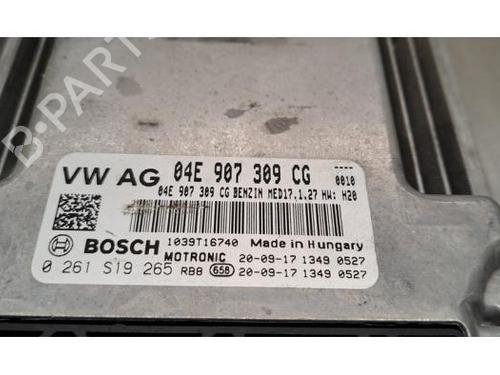 B-PARTS
VW AG 04E 907 309 CG 0010
04E 907 309 CG BENZIN MED17.1.27 HW: H20
BOSCH 1039T16740 Made in Hungary
MOTRONIC 20-09-17 1349 0527
0 261 S19 265 RBB 658 20-09-17 1349 0527